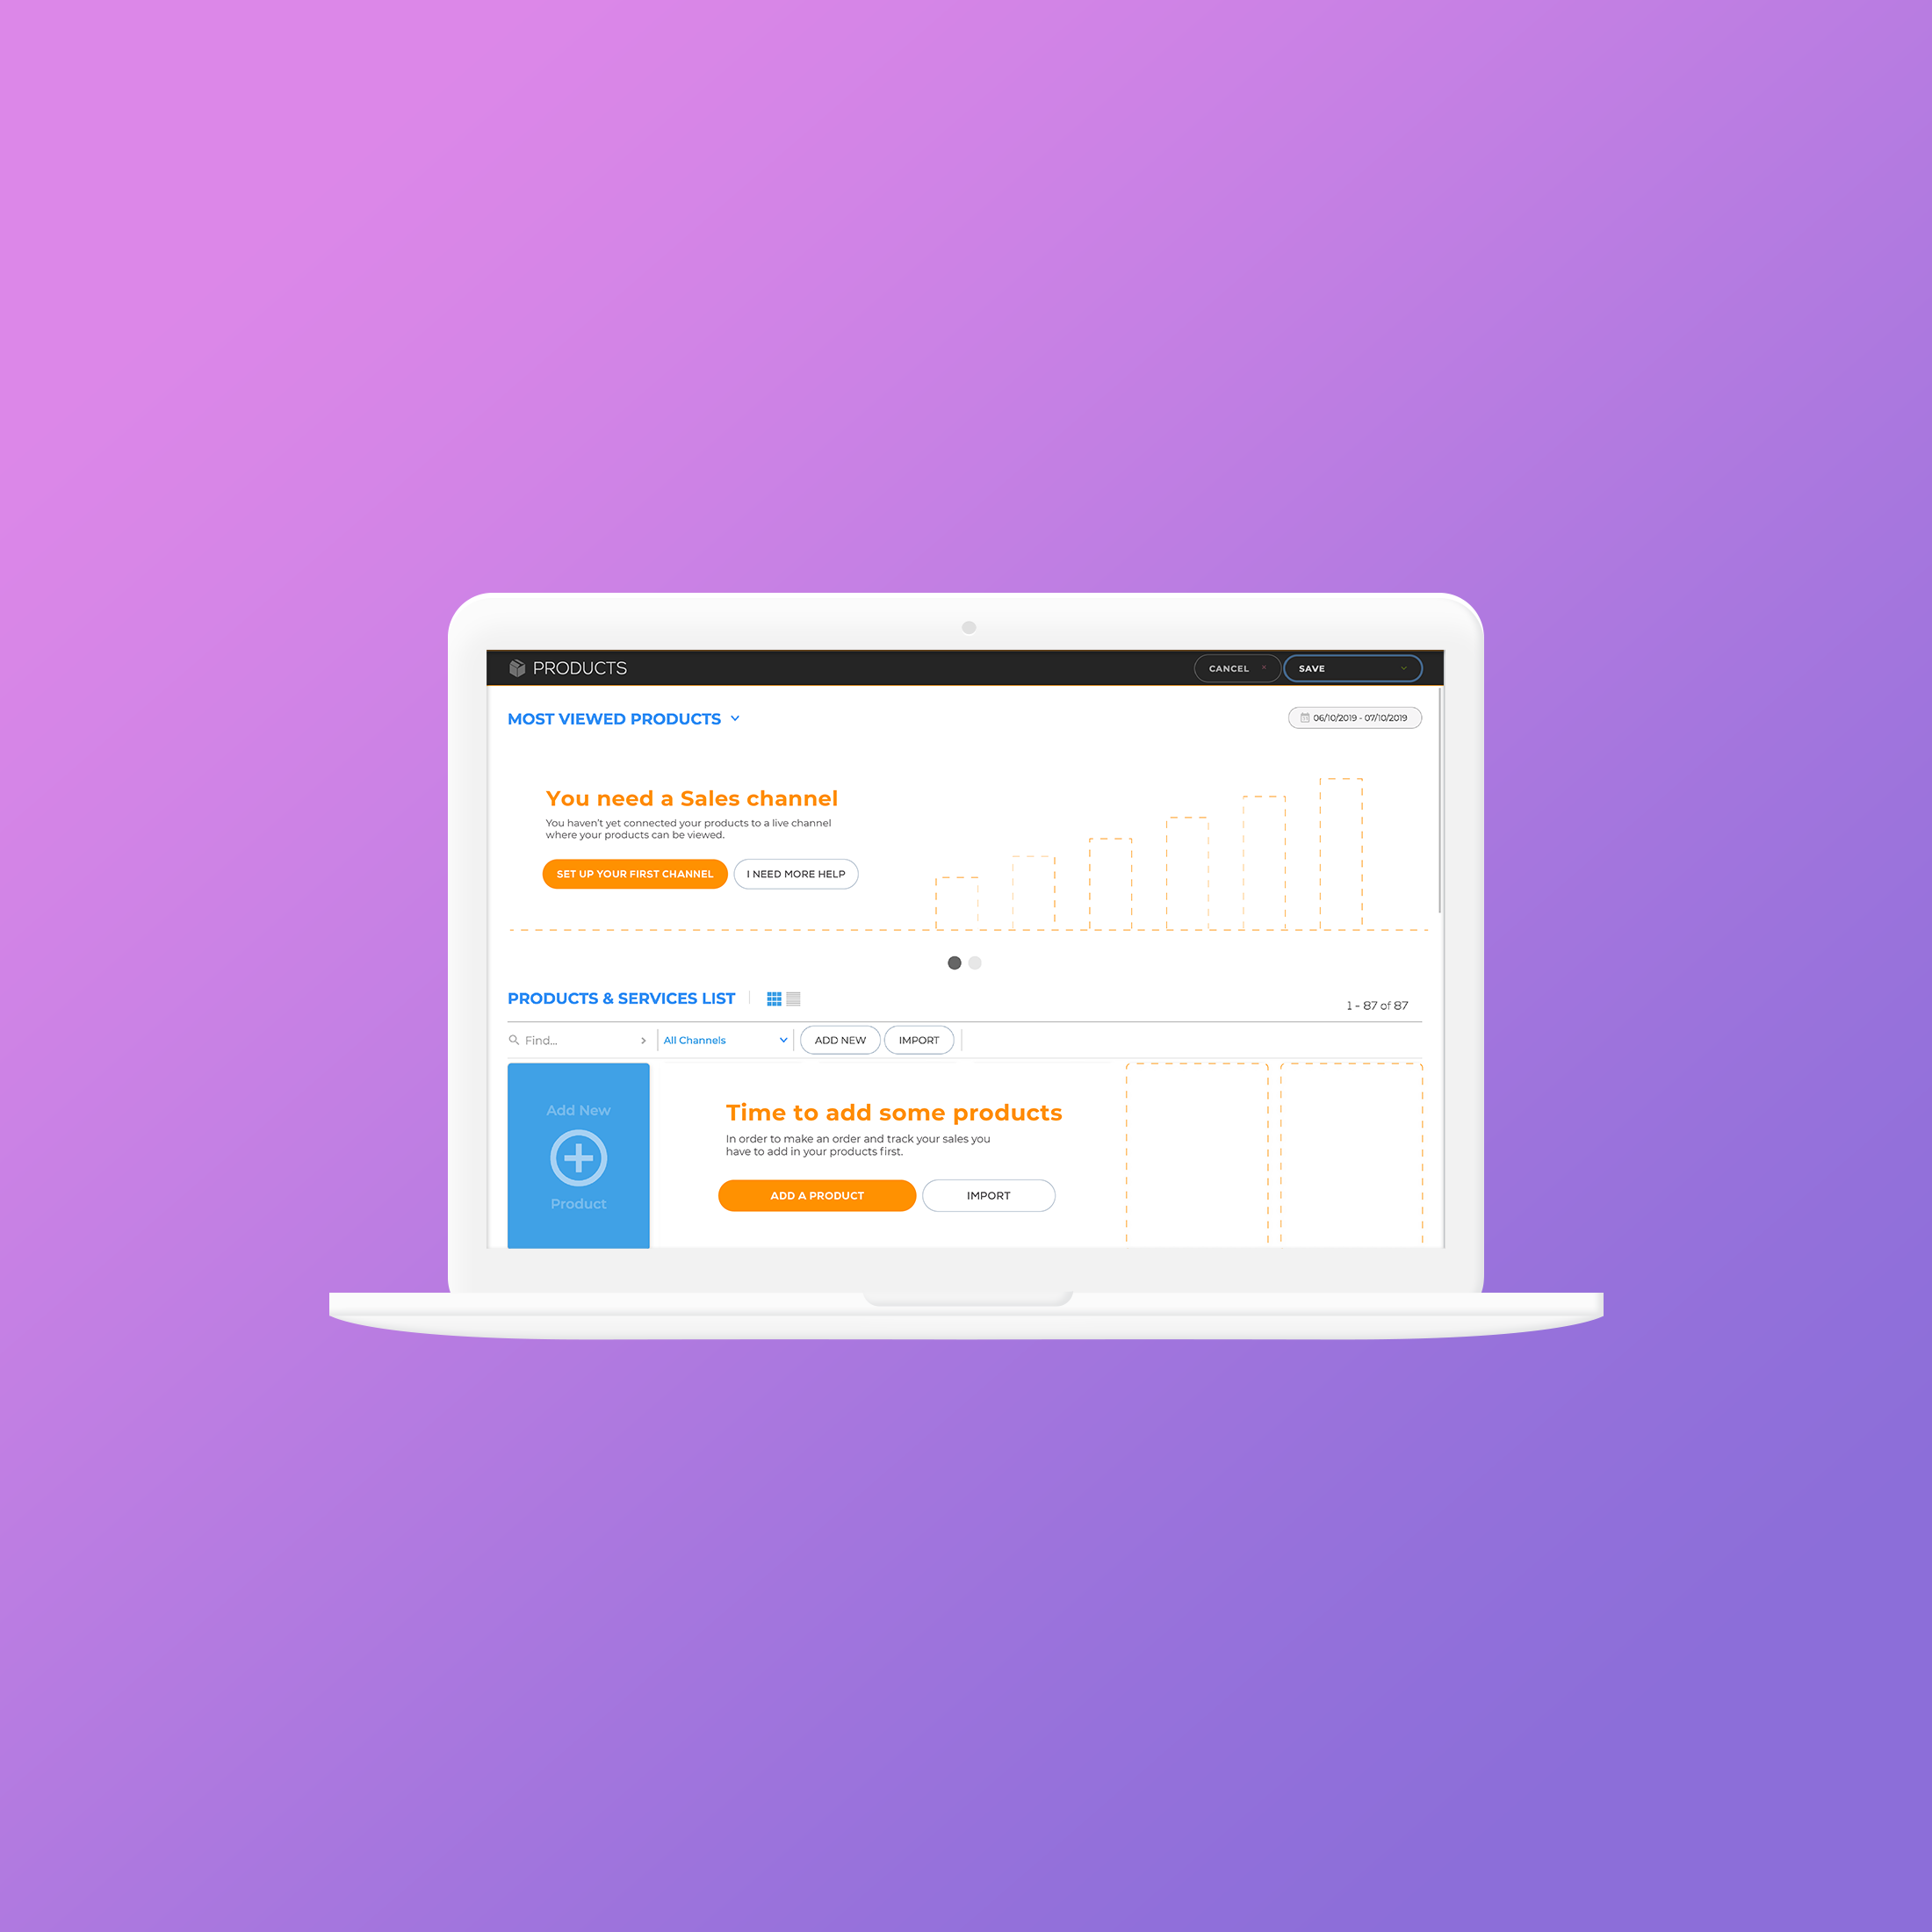 PRODUCTS
CANCEL
SAVE
MOST VIEWED PRODUCTS
06/10/2019 - 07/10/2019
You need a Sales channel
You haven't yet connected your products to a live channel
where your products can be viewed.
SET UP YOUR FIRST CHANNEL
I NEED MORE HELP
PRODUCTS & SERVICES LIST
1 - 87 of 87
Find...
All Channels
ADD NEW
IMPORT
Add New
Product
Time to add some products
In order to make an order and track your sales you
have to add in your products first.
ADD A PRODUCT
IMPORT